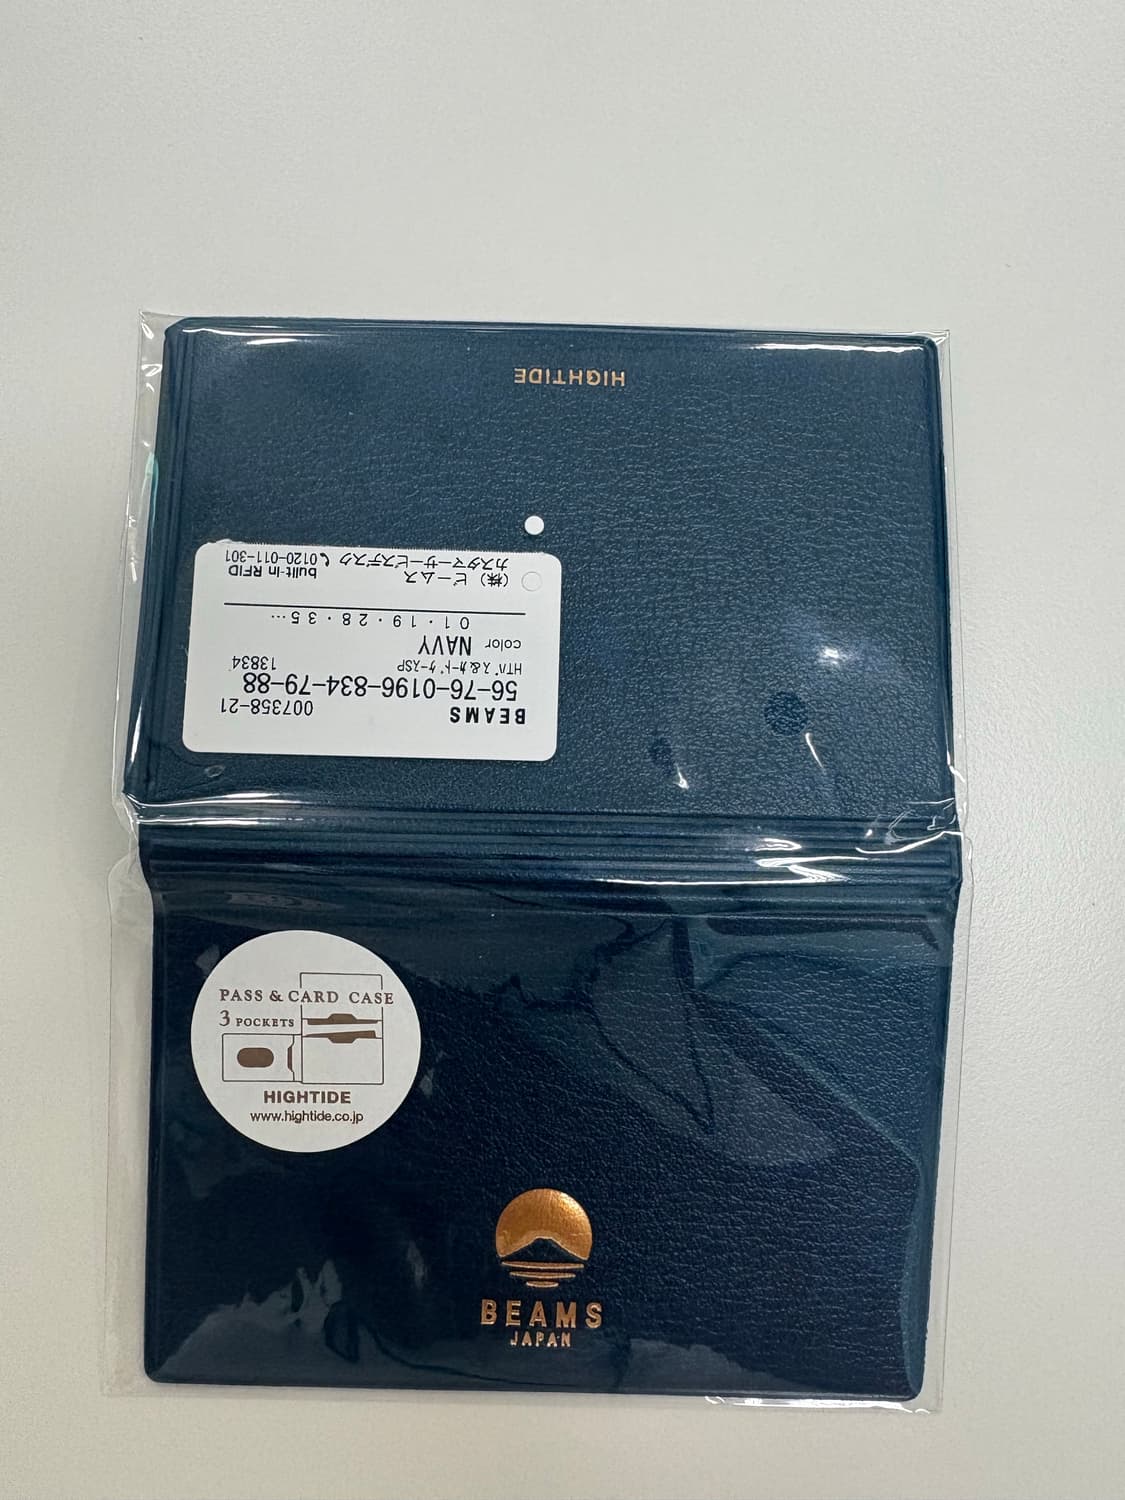 HIGHTIDE
BEAMS 007358-21
56-76-0196-834-79-88
HTパス&カードケースSP 13834
color NAVY
01・19・28・35…
(株) ビームス built-in RFID
カスタマーサービスデスク 0120-011-301
PASS & CARD CASE
3 POCKETS
HIGHTIDE
www.hightide.co.jp
BEAMS
JAPAN